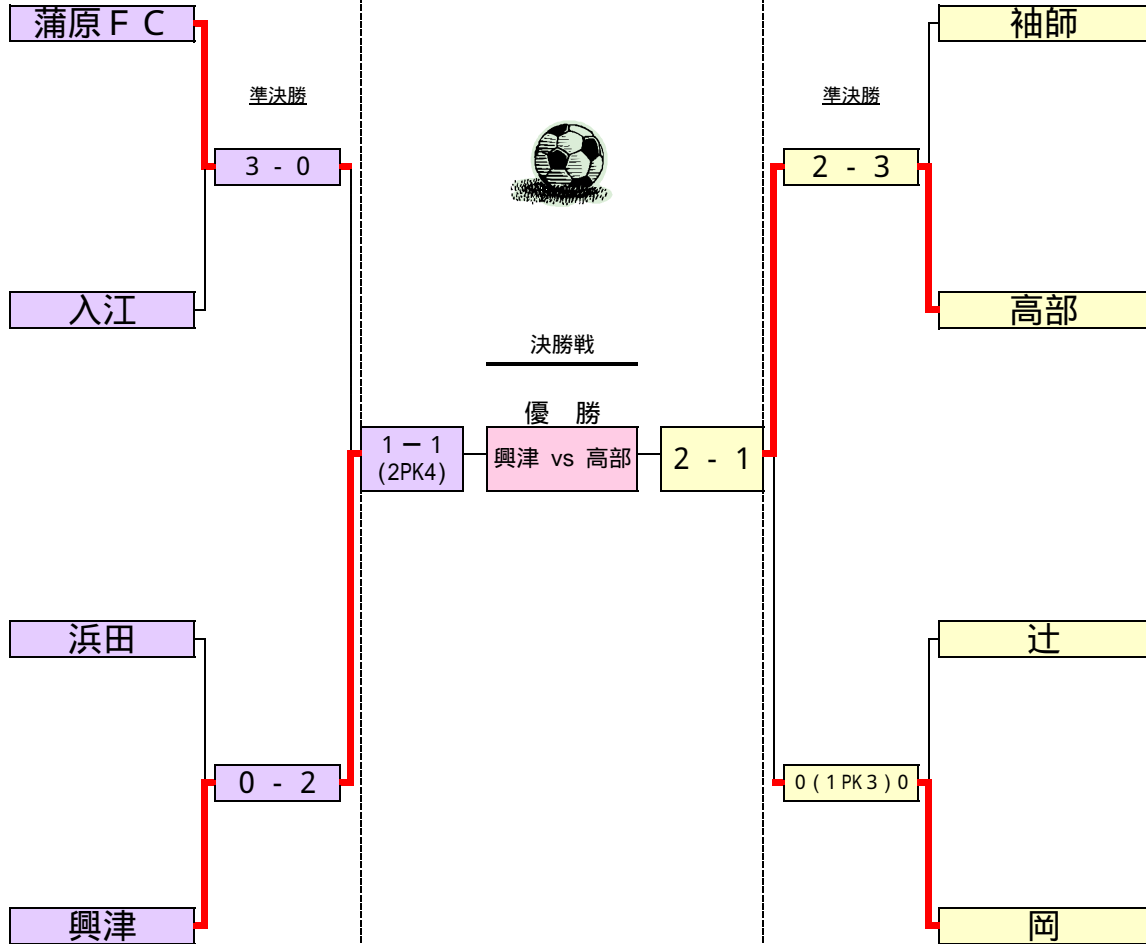 蒲原ＦＣ
袖師
準決勝
準決勝
3 - 0
2 - 3
入江
高部
決勝戦
優　勝
1 ー 1
(2PK4)
興津 vs 高部
2 - 1
浜田
辻
0 - 2
0 ( 1 PK 3 ) 0
興津
岡